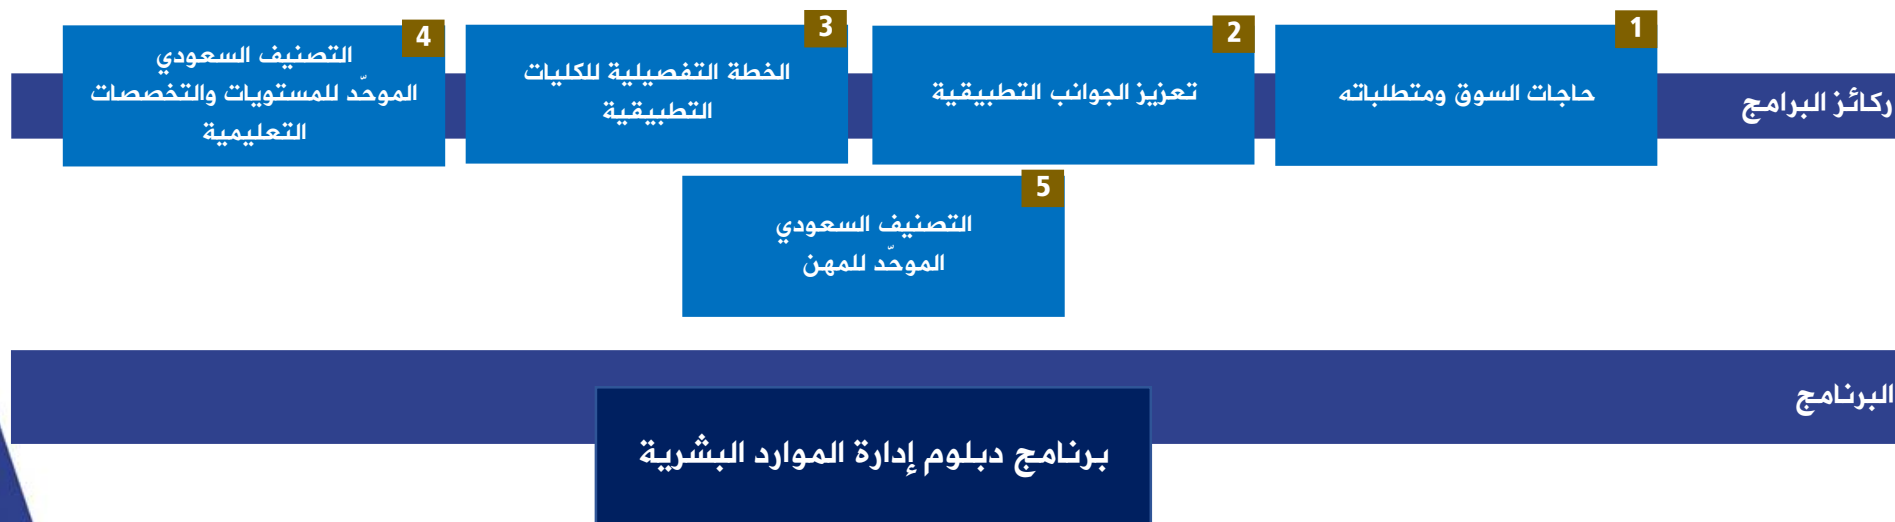 ركائز البرامج
1
حاجات السوق ومتطلباته
2
تعزيز الجوانب التطبيقية
3
الخطة التفصيلية للكليات
التطبيقية
4
التصنيف السعودي
الموحّد للمستويات والتخصصات
التعليمية
5
التصنيف السعودي
الموحّد للمهن
البرنامج
برنامج دبلوم إدارة الموارد البشرية